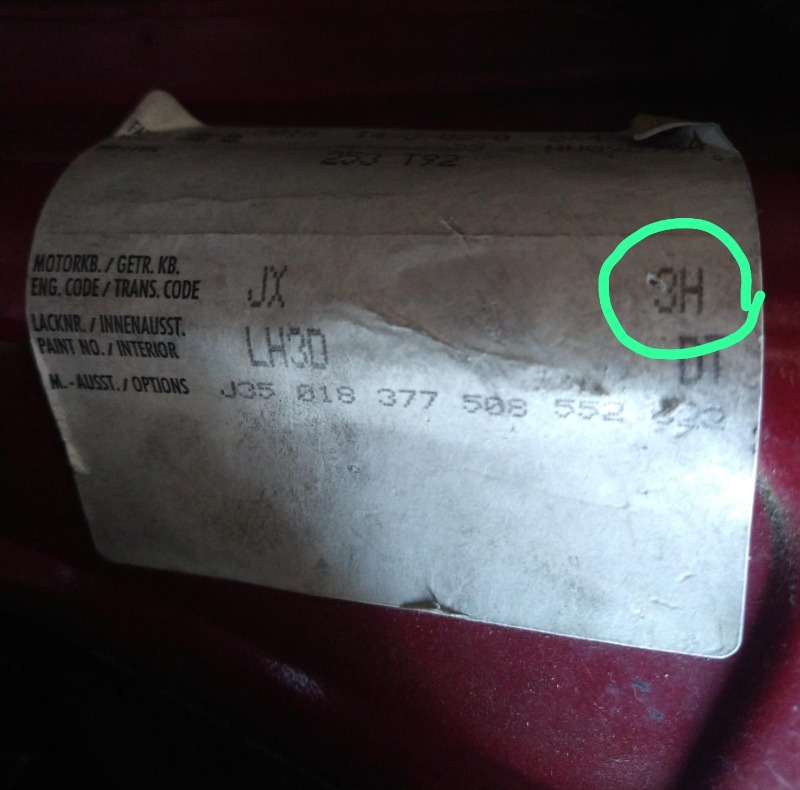 253 T92
MOTORKB. / GETR. KB.
ENG. CODE / TRANS. CODE JX 3H
LACKNR. / INNENAUSST.
PAINT NO. / INTERIOR LH3D DT
M.-AUSST. / OPTIONS J35 018 377 508 552